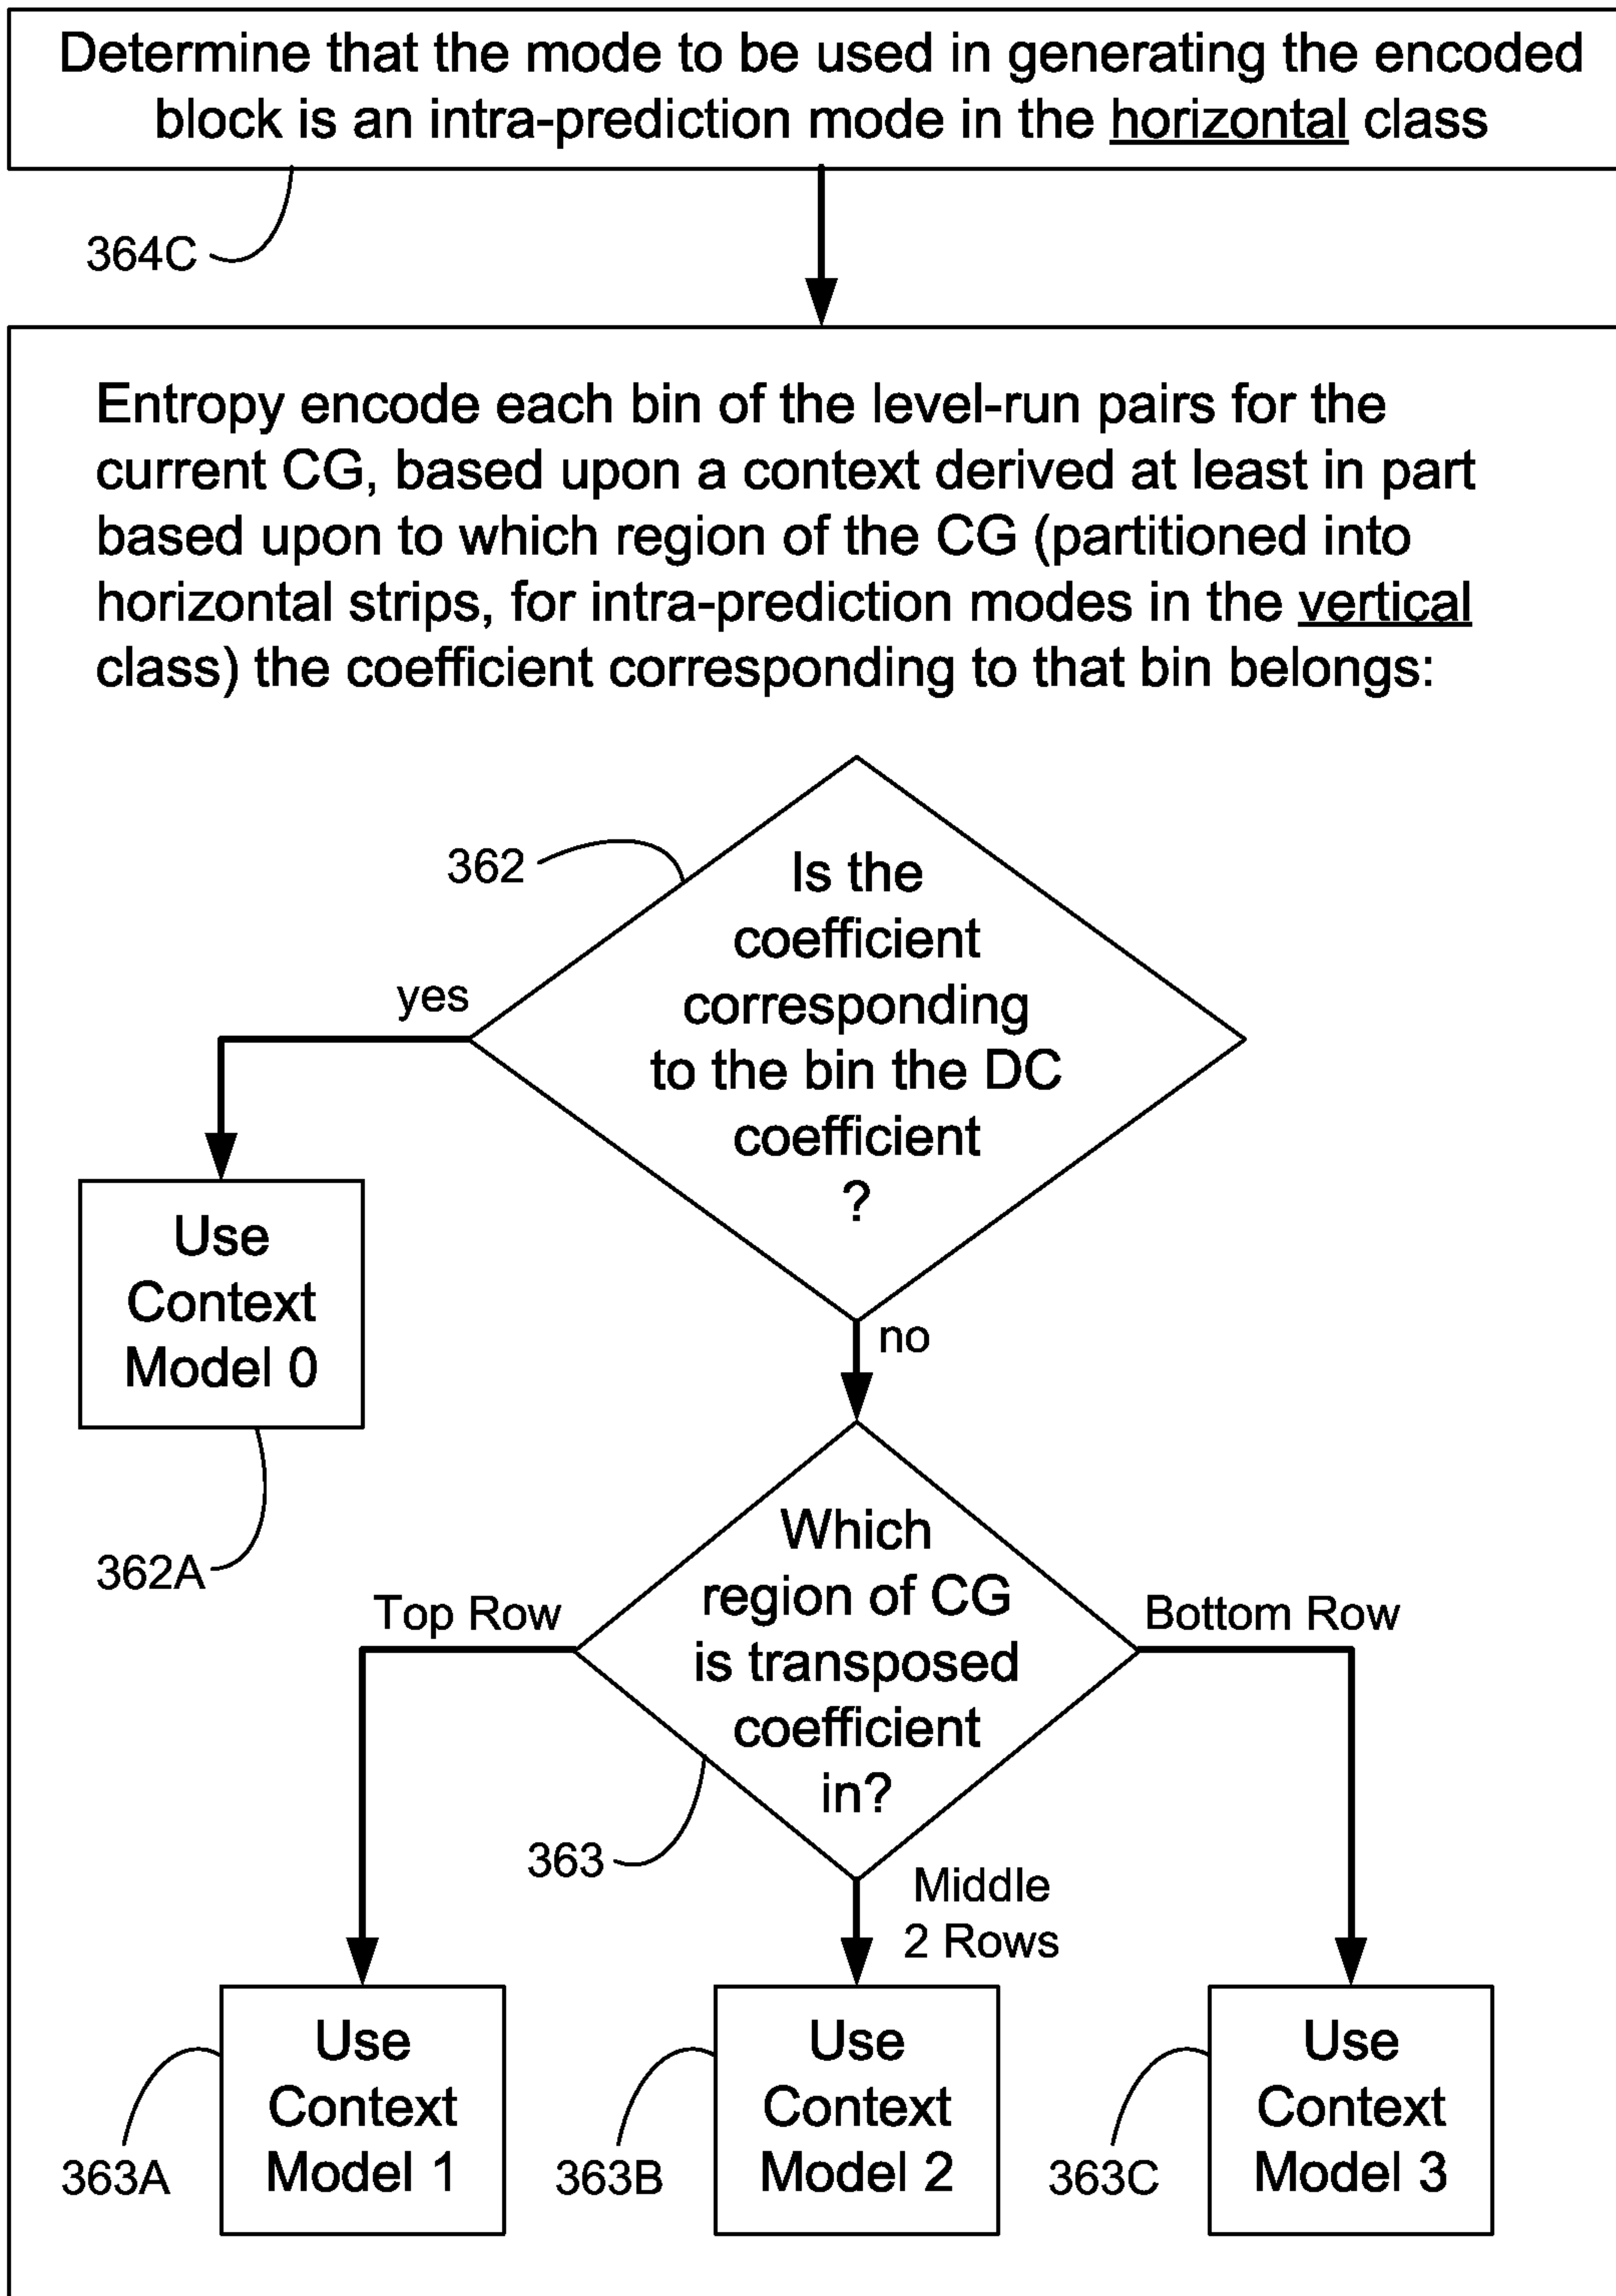 Determine that the mode to be used in generating the encoded
block is an intra-prediction mode in the horizontal class
364C
Entropy encode each bin of the level-run pairs for the
current CG, based upon a context derived at least in part
based upon to which region of the CG (partitioned into
horizontal strips, for intra-prediction modes in the vertical
class) the coefficient corresponding to that bin belongs:
362
Is the
coefficient
corresponding
to the bin the DC
coefficient
?
yes
Use
Context
Model 0
362A
no
Which
region of CG
is transposed
coefficient
in?
363
Top Row
Bottom Row
Middle
2 Rows
Use
Context
Model 1
363A
Use
Context
Model 2
363B
Use
Context
Model 3
363C